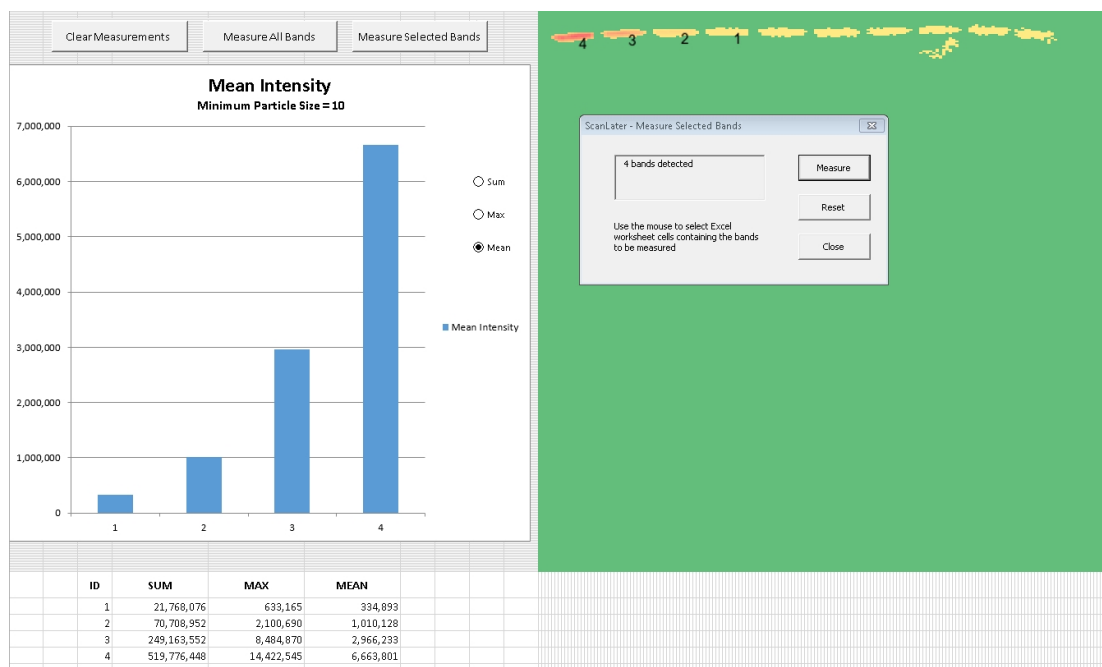 Clear Measurements
Measure All Bands
Measure Selected Bands
Mean Intensity
Minimum Particle Size = 10
7,000,000
6,000,000
5,000,000
4,000,000
3,000,000
2,000,000
1,000,000
0
1 2 3 4
Sum
Max
Mean
Mean Intensity
4 3 2 1
ScanLater - Measure Selected Bands
4 bands detected
Measure
Reset
Close
Use the mouse to select Excel
worksheet cells containing the bands
to be measured
ID SUM MAX MEAN
1 21,768,076 633,165 334,893
2 70,708,952 2,100,690 1,010,128
3 249,163,552 8,484,870 2,966,233
4 519,776,448 14,422,545 6,663,801